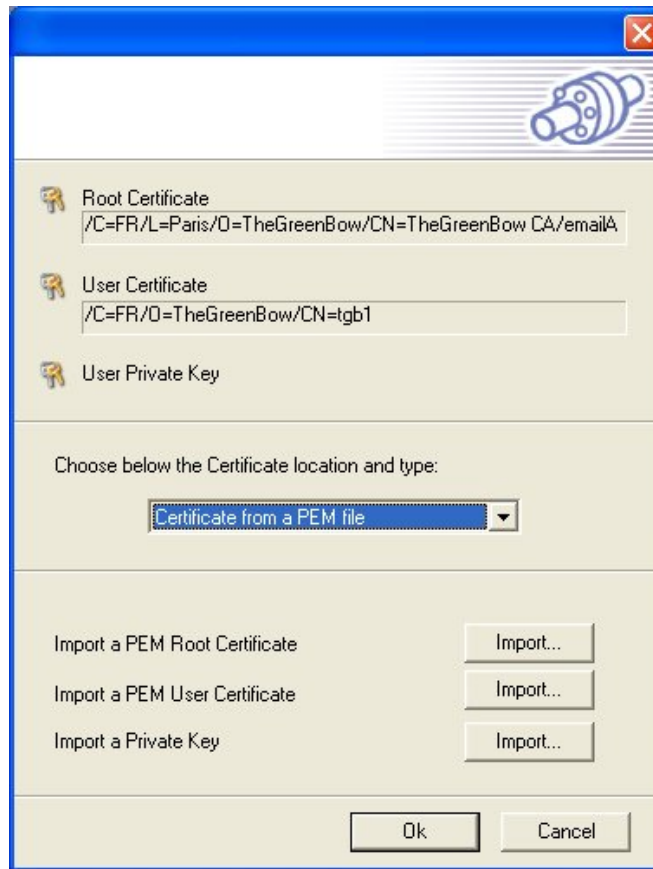 Root Certificate
/C=FR/L=Paris/O=TheGreenBow/CN=TheGreenBow CA/emailA
User Certificate
/C=FR/O=TheGreenBow/CN=tgb1
User Private Key
Choose below the Certificate location and type:
Certificate from a PEM file
Import a PEM Root Certificate Import...
Import a PEM User Certificate Import...
Import a Private Key Import...
Ok Cancel